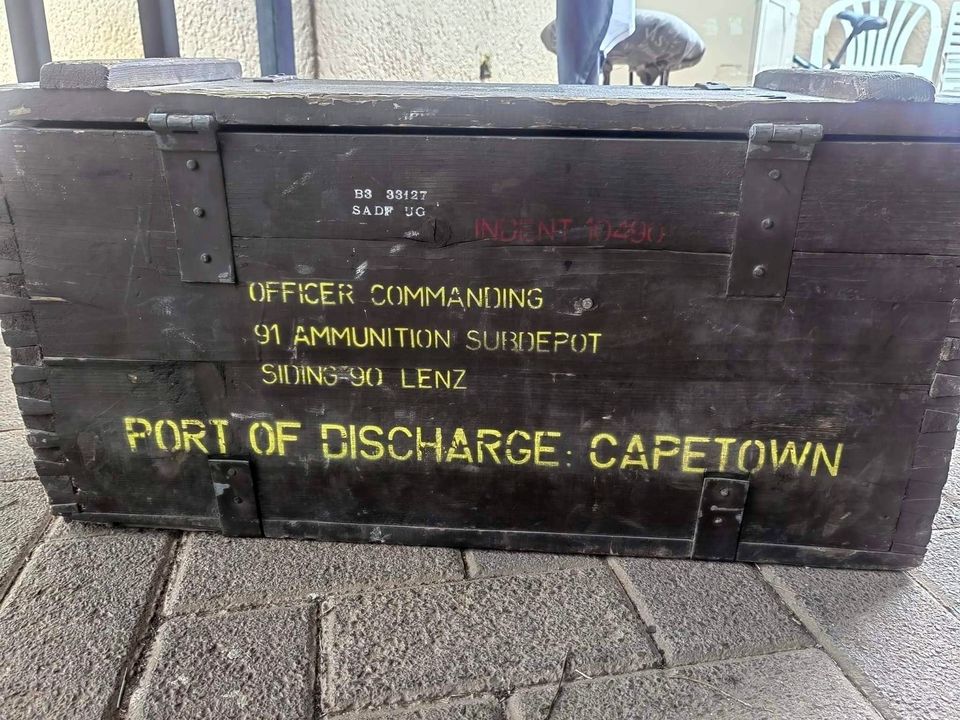 B3 33127
SADF UG
INDENT 10490
OFFICER COMMANDING
91 AMMUNITION SUBDEPOT
SIDING 90 LENZ
PORT OF DISCHARGE: CAPETOWN